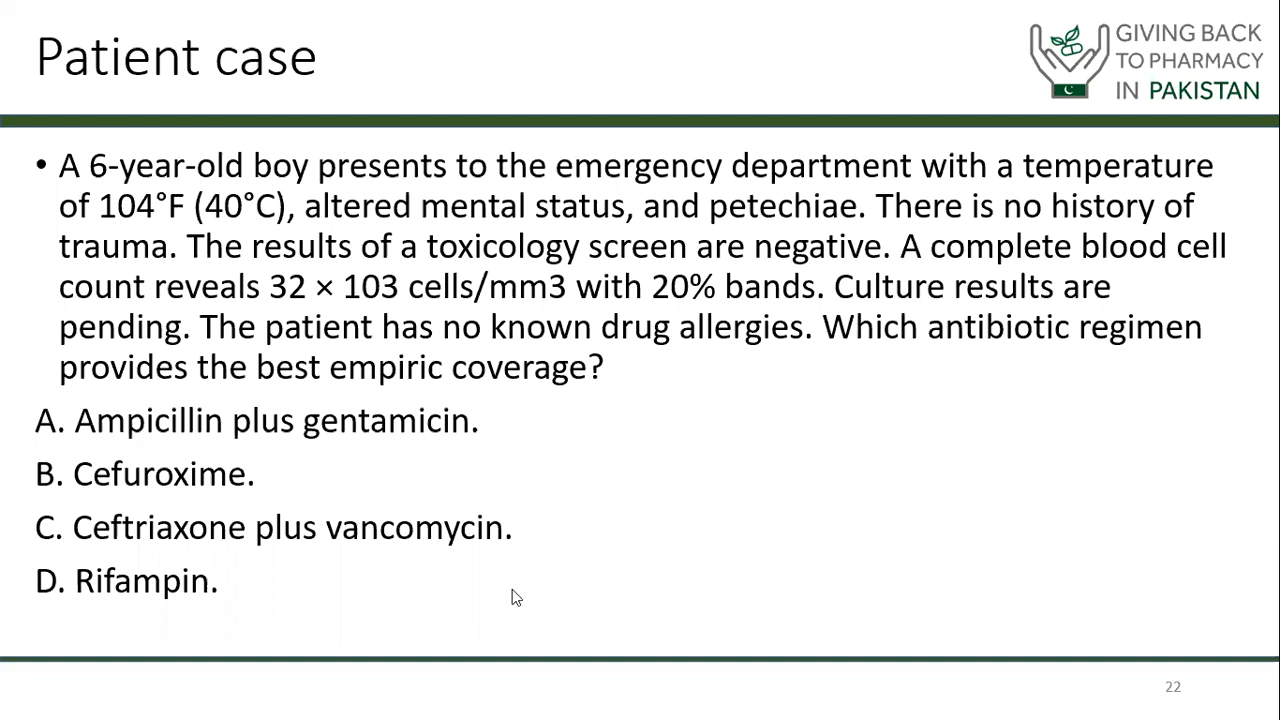 Patient case
GIVING BACK
TO PHARMACY
IN PAKISTAN
• A 6-year-old boy presents to the emergency department with a temperature
of 104°F (40°C), altered mental status, and petechiae. There is no history of
trauma. The results of a toxicology screen are negative. A complete blood cell
count reveals 32 × 103 cells/mm3 with 20% bands. Culture results are
pending. The patient has no known drug allergies. Which antibiotic regimen
provides the best empiric coverage?
A. Ampicillin plus gentamicin.
B. Cefuroxime.
C. Ceftriaxone plus vancomycin.
D. Rifampin.
22